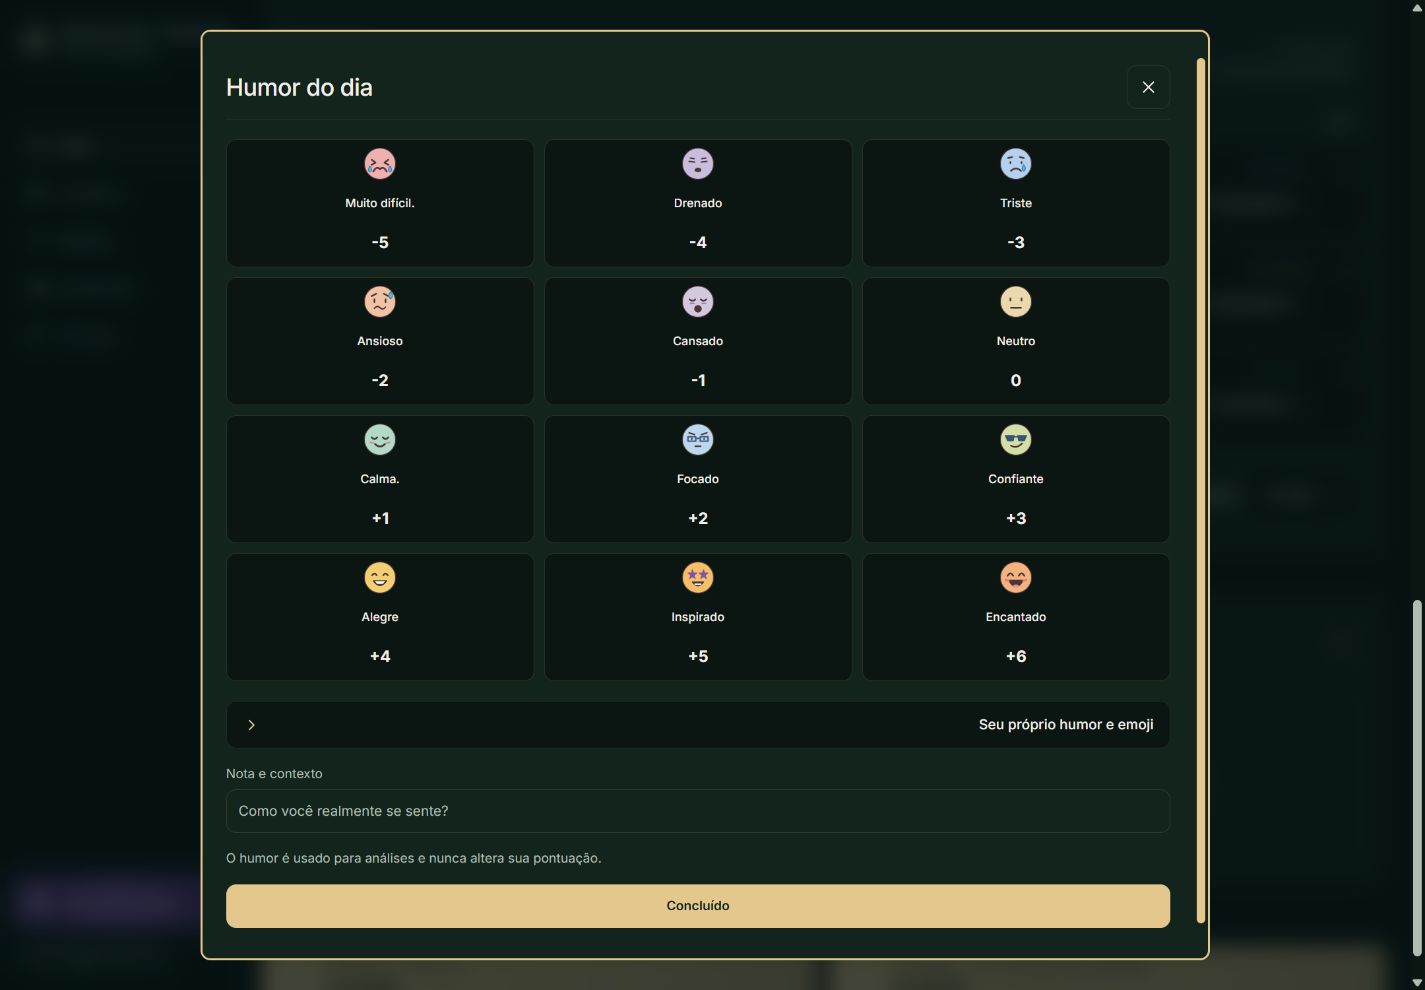 Humor do dia
Muito difícil.
-5
Drenado
-4
Triste
-3
Ansioso
-2
Cansado
-1
Neutro
0
Calma.
+1
Focado
+2
Confiante
+3
Alegre
+4
Inspirado
+5
Encantado
+6
Seu próprio humor e emoji
Nota e contexto
Como você realmente se sente?
O humor é usado para análises e nunca altera sua pontuação.
Concluído